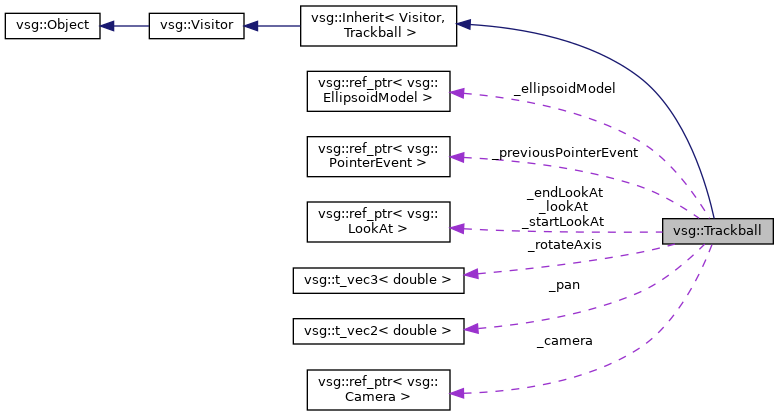 vsg::Object
vsg::Visitor
vsg::Inherit< Visitor,
Trackball >
vsg::ref_ptr< vsg::
EllipsoidModel >
_ellipsoidModel
vsg::ref_ptr< vsg::
PointerEvent >
_previousPointerEvent
vsg::ref_ptr< vsg::
LookAt >
_endLookAt
_lookAt
_startLookAt
vsg::Trackball
vsg::t_vec3< double >
_rotateAxis
vsg::t_vec2< double >
_pan
vsg::ref_ptr< vsg::
Camera >
_camera